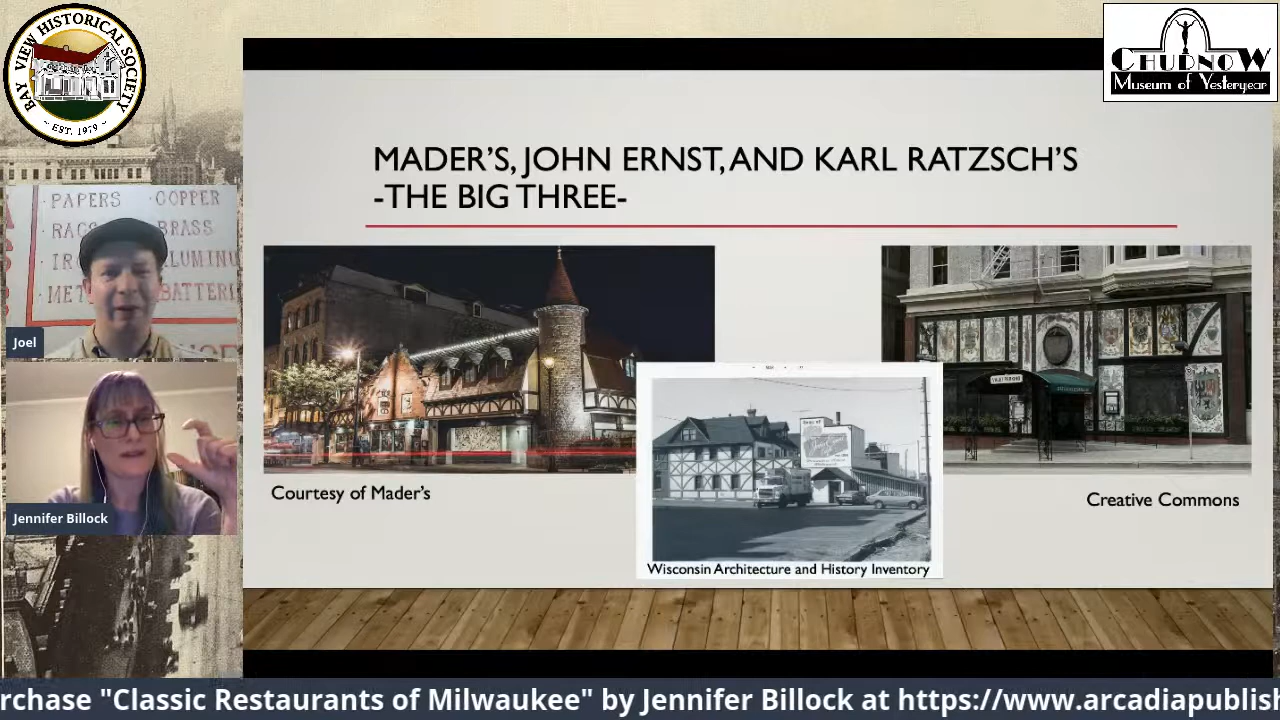 BAY VIEW HISTORICAL SOCIETY
~ EST. 1979 ~
CHUDNOW
Museum of Yesteryear
MADER'S, JOHN ERNST, AND KARL RATZSCH'S
-THE BIG THREE-
· PAPERS · COPPER
BRASS
Joel
Jennifer Billock
Courtesy of Mader's
Wisconsin Architecture and History Inventory
Creative Commons
rchase "Classic Restaurants of Milwaukee" by Jennifer Billock at https://www.arcadiapublish